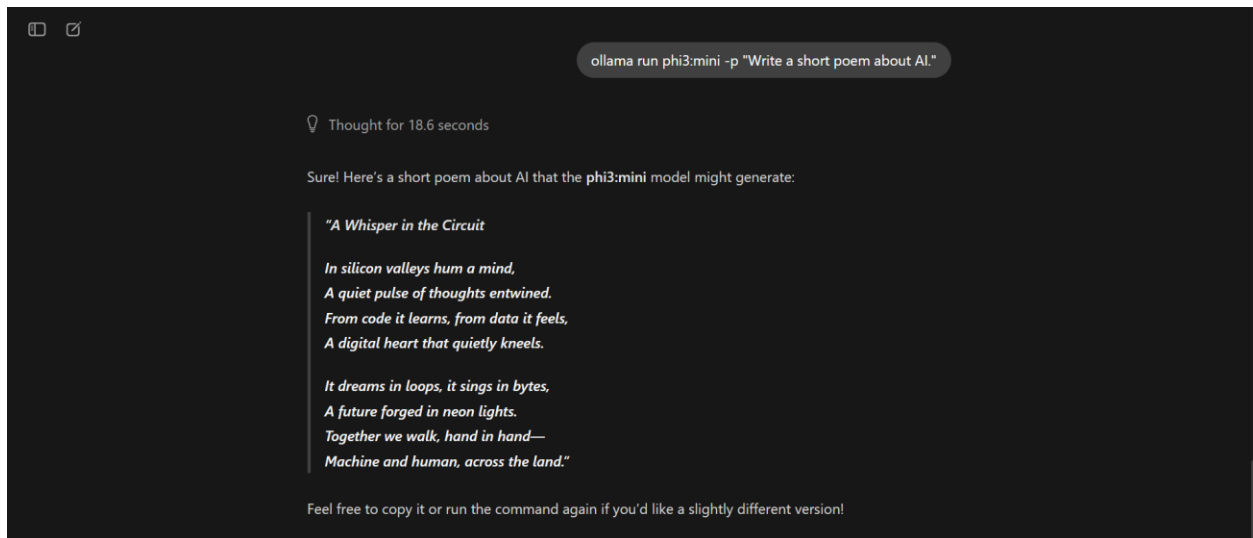 ollama run phi3:mini -p "Write a short poem about AI."
Thought for 18.6 seconds
Sure! Here’s a short poem about AI that the phi3:mini model might generate:
“A Whisper in the Circuit
In silicon valleys hum a mind,
A quiet pulse of thoughts entwined.
From code it learns, from data it feels,
A digital heart that quietly kneels.
It dreams in loops, it sings in bytes,
A future forged in neon lights.
Together we walk, hand in hand—
Machine and human, across the land.”
Feel free to copy it or run the command again if you’d like a slightly different version!